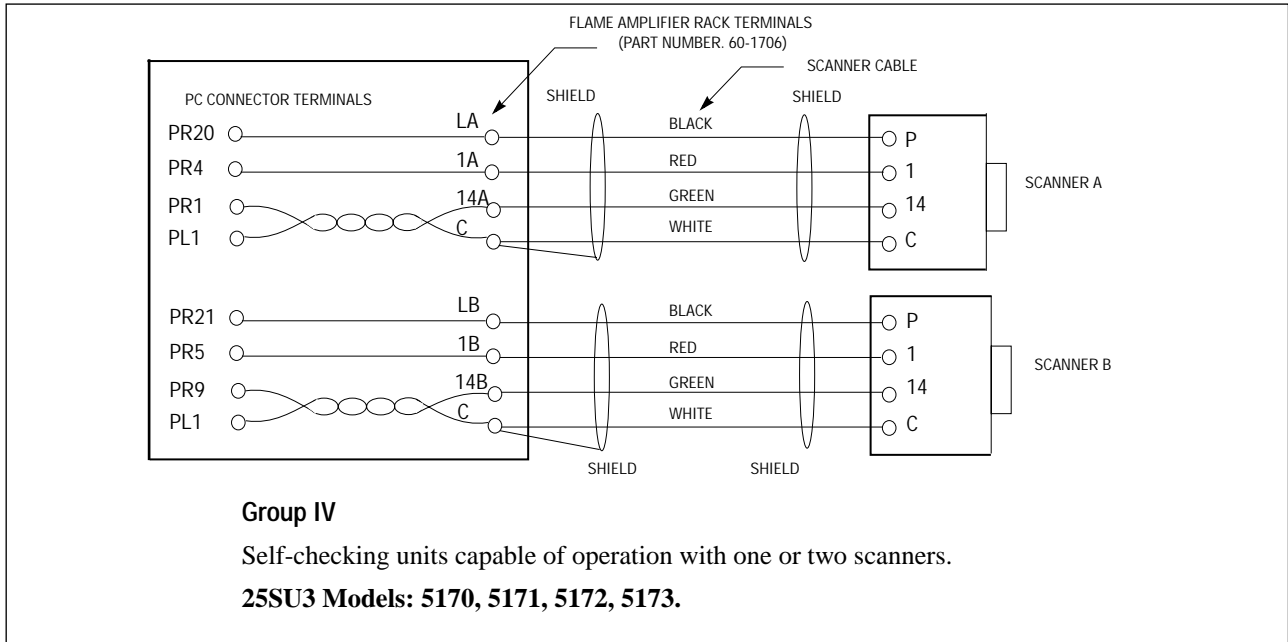 FLAME AMPLIFIER RACK TERMINALS
(PART NUMBER. 60-1706)
SCANNER CABLE
PC CONNECTOR TERMINALS
SHIELD
SHIELD
PR20
LA
BLACK
P
PR4
1A
RED
1
SCANNER A
PR1
14A
GREEN
14
PL1
C
WHITE
C
PR21
LB
BLACK
P
PR5
1B
RED
1
SCANNER B
PR9
14B
GREEN
14
PL1
C
WHITE
C
SHIELD
SHIELD
Group IV
Self-checking units capable of operation with one or two scanners.
25SU3 Models: 5170, 5171, 5172, 5173.